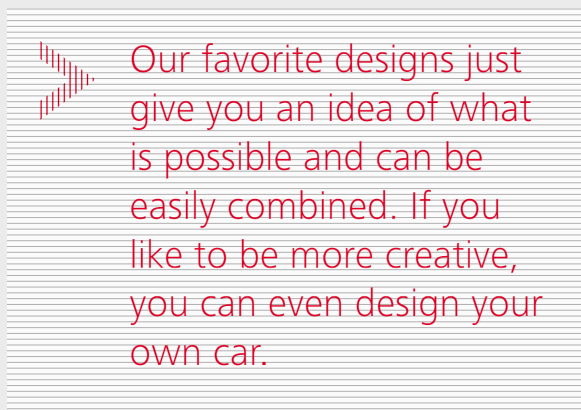 Our favorite designs just
give you an idea of what
is possible and can be
easily combined. If you
like to be more creative,
you can even design your
own car.